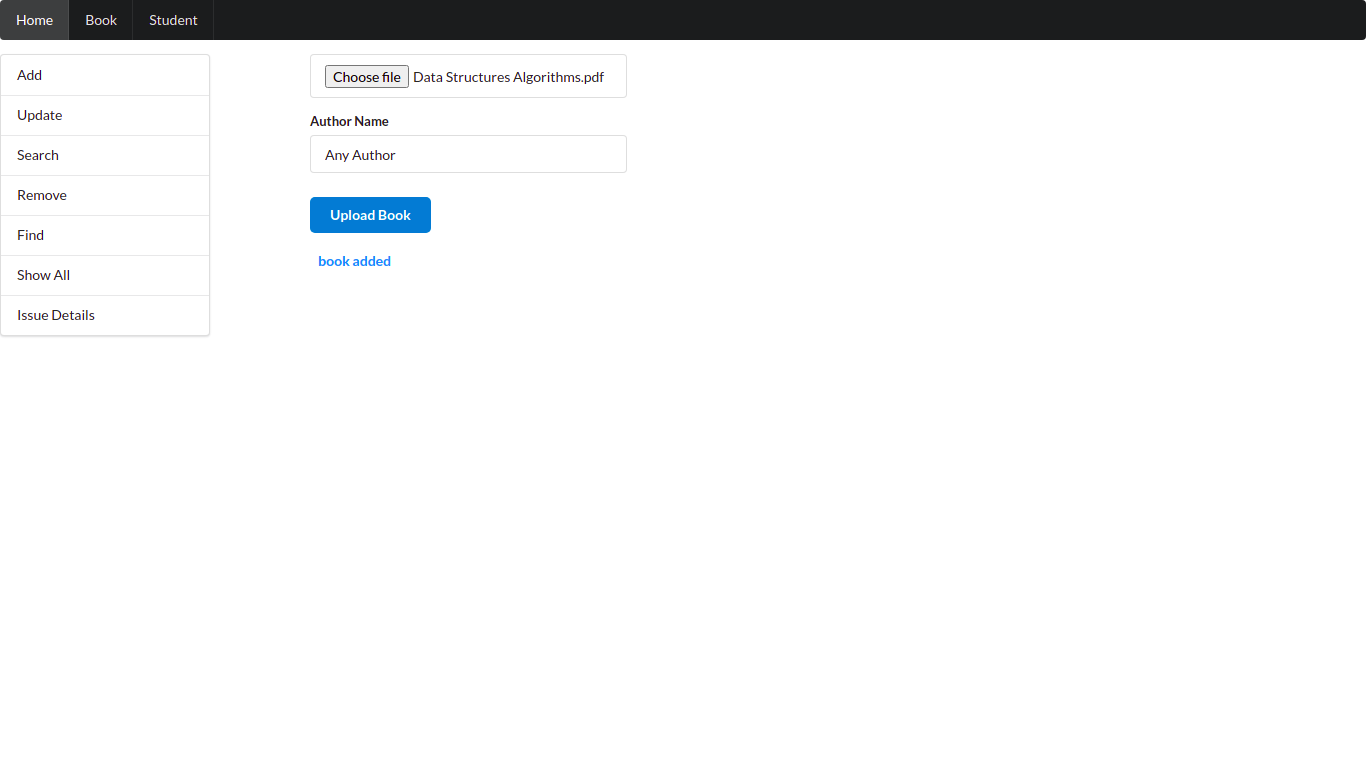 Home Book Student
Add
Update
Search
Remove
Find
Show All
Issue Details
Choose file Data Structures Algorithms.pdf
Author Name
Any Author
Upload Book
book added